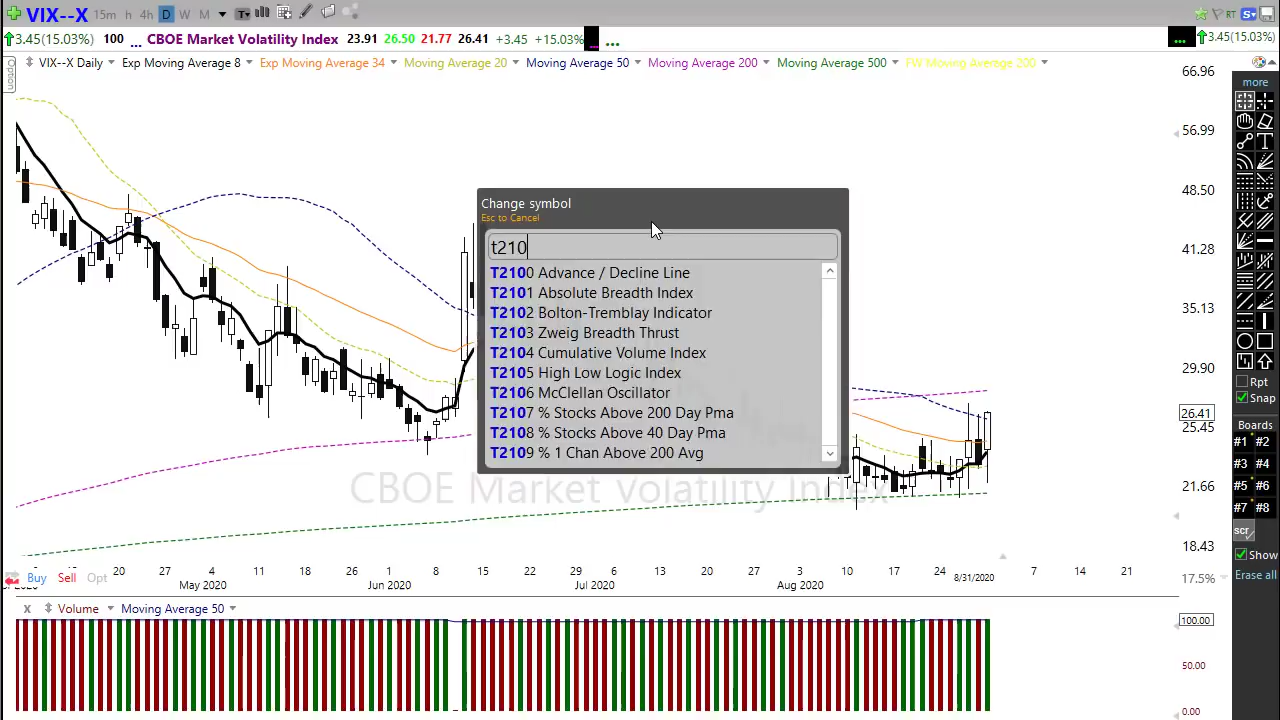 VIX--X 15m h 4h D W M T
3.45(15.03%) 100 ... CBOE Market Volatility Index 23.91 26.50 21.77 26.41 +3.45 +15.03% ... ... ... 3.45(15.03%)
RT
Option
VIX--X Daily Exp Moving Average 8 Exp Moving Average 34 Moving Average 20 Moving Average 50 Moving Average 200 Moving Average 500 FW Moving Average 200
66.96
56.99
48.50
41.28
35.13
29.90
26.41
25.45
21.66
18.43
17.5%
more
T
Rpt
Snap
Boards
#1 #2
#3 #4
#5 #6
#7 #8
scr
Show
Erase all
Change symbol
Esc to Cancel
t210
T2100 Advance / Decline Line
T2101 Absolute Breadth Index
T2102 Bolton-Tremblay Indicator
T2103 Zweig Breadth Thrust
T2104 Cumulative Volume Index
T2105 High Low Logic Index
T2106 McClellan Oscillator
T2107 % Stocks Above 200 Day Pma
T2108 % Stocks Above 40 Day Pma
T2109 % 1 Chan Above 200 Avg
CBOE Market Volatility Index
20 27 11 18 26 8 15 22 29 6 13 20 27 10 17 24 7 14 21
May 2020 Jun 2020 Jul 2020 Aug 2020 8/31/2020
Buy Sell Opt
x Volume Moving Average 50
100.00
50.00
0.00